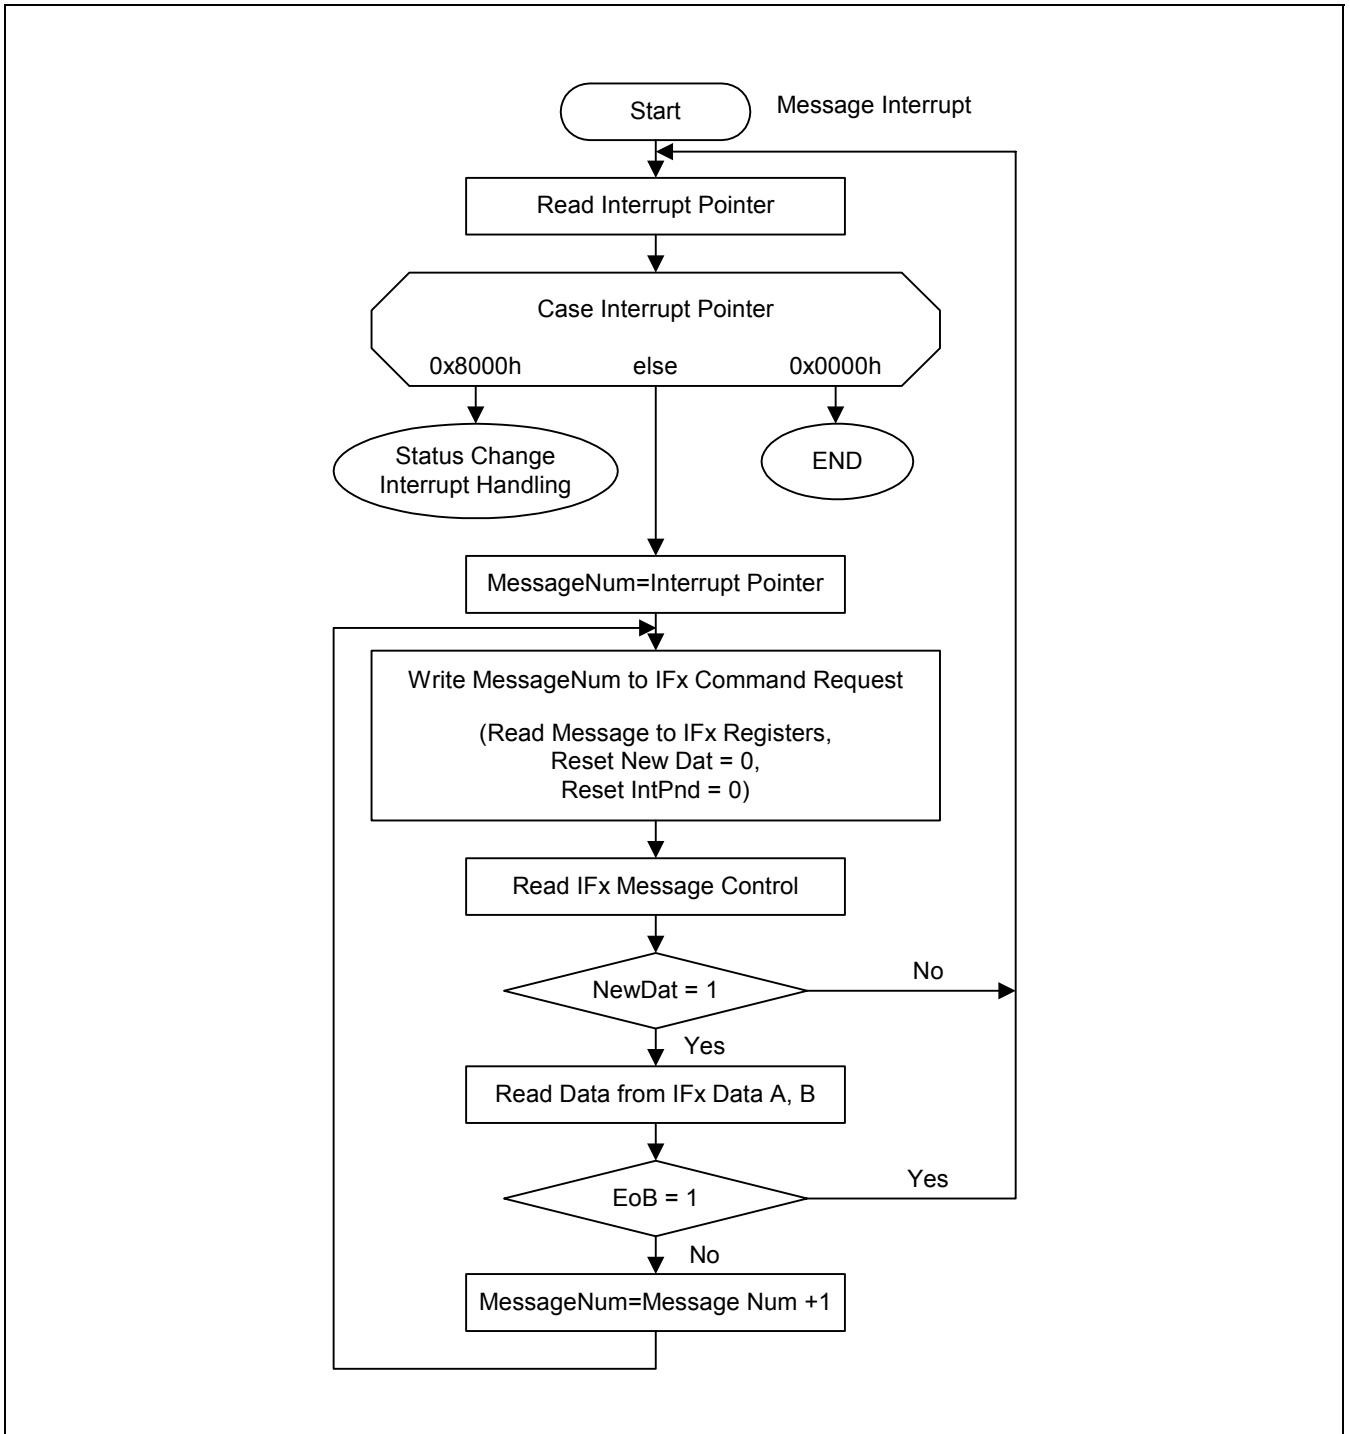 Start
Message Interrupt
Read Interrupt Pointer
Case Interrupt Pointer
0x8000h
else
0x0000h
Status Change
Interrupt Handling
END
MessageNum=Interrupt Pointer
Write MessageNum to IFx Command Request
(Read Message to IFx Registers,
Reset New Dat = 0,
Reset IntPnd = 0)
Read IFx Message Control
NewDat = 1
No
Yes
Read Data from IFx Data A, B
EoB = 1
Yes
No
MessageNum=Message Num +1